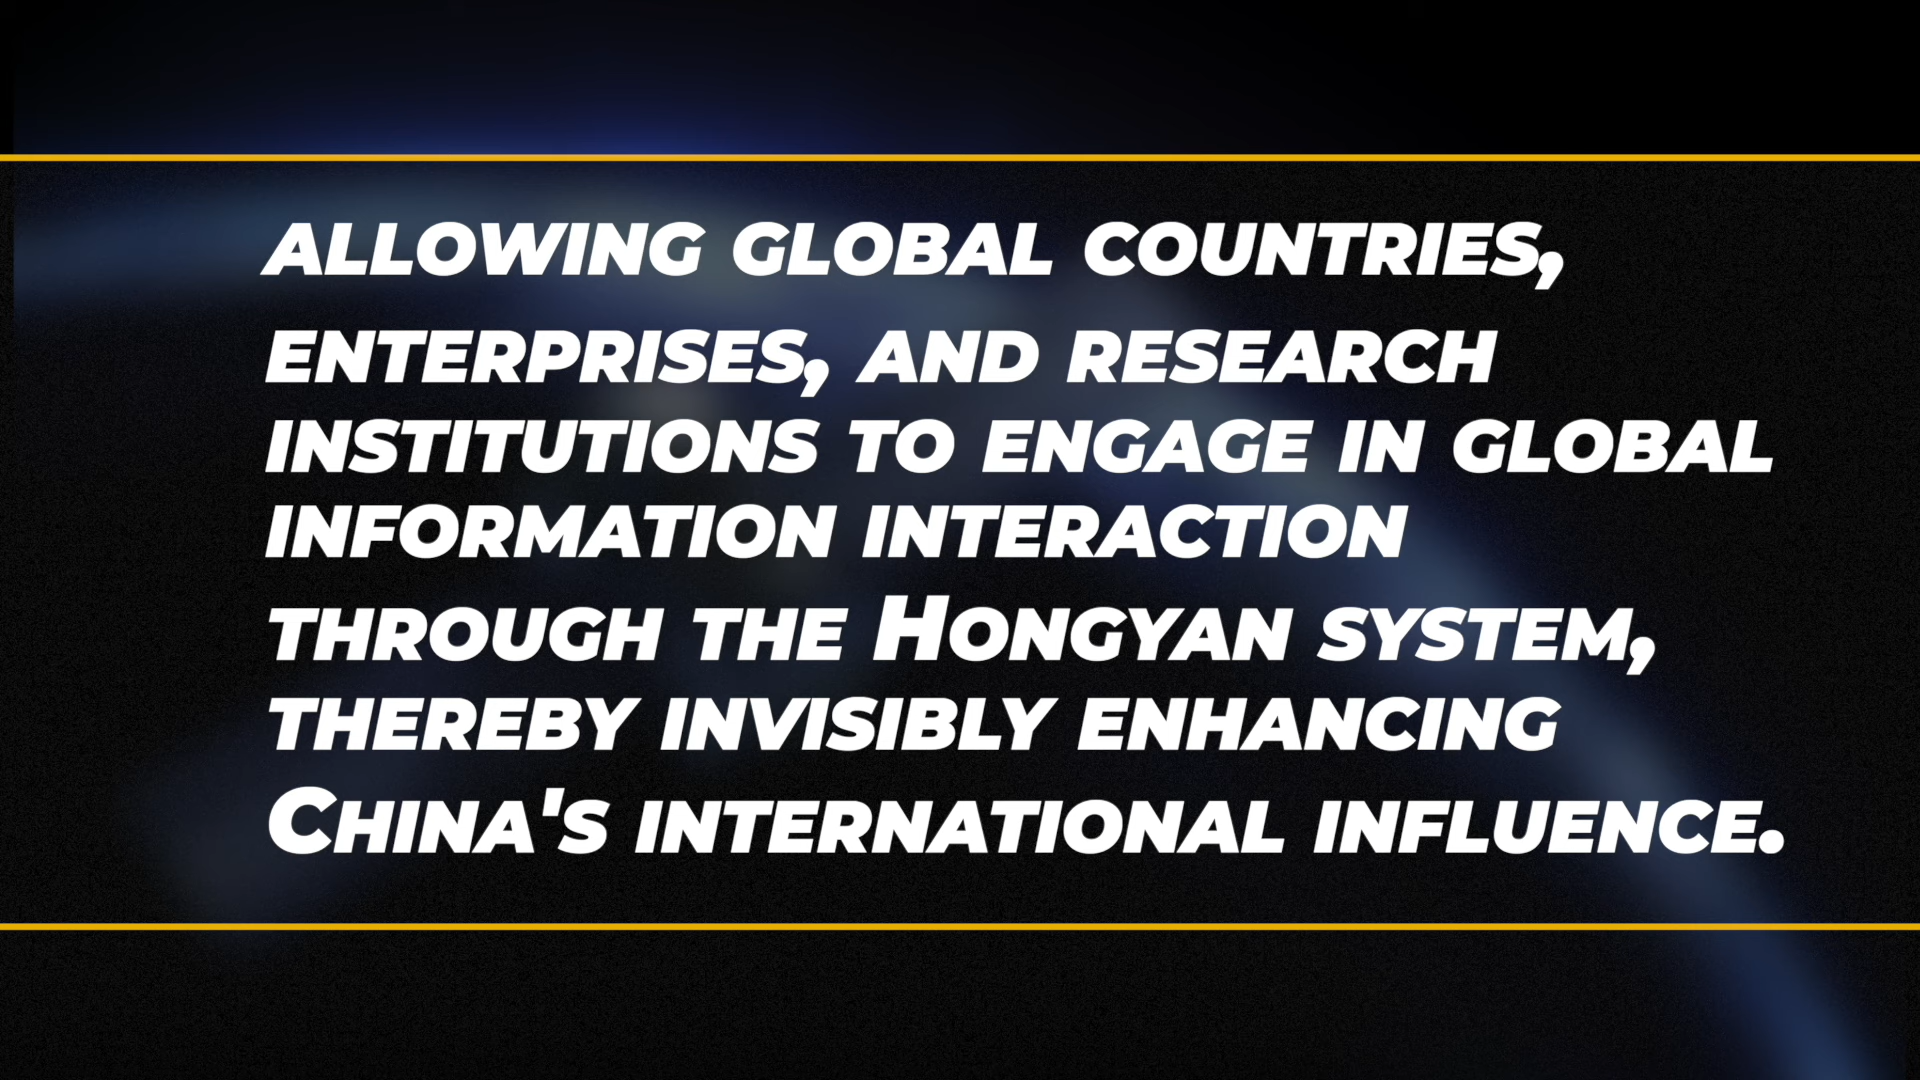 ALLOWING GLOBAL COUNTRIES,
ENTERPRISES, AND RESEARCH
INSTITUTIONS TO ENGAGE IN GLOBAL
INFORMATION INTERACTION
THROUGH THE HONGYAN SYSTEM,
THEREBY INVISIBLY ENHANCING
CHINA'S INTERNATIONAL INFLUENCE.